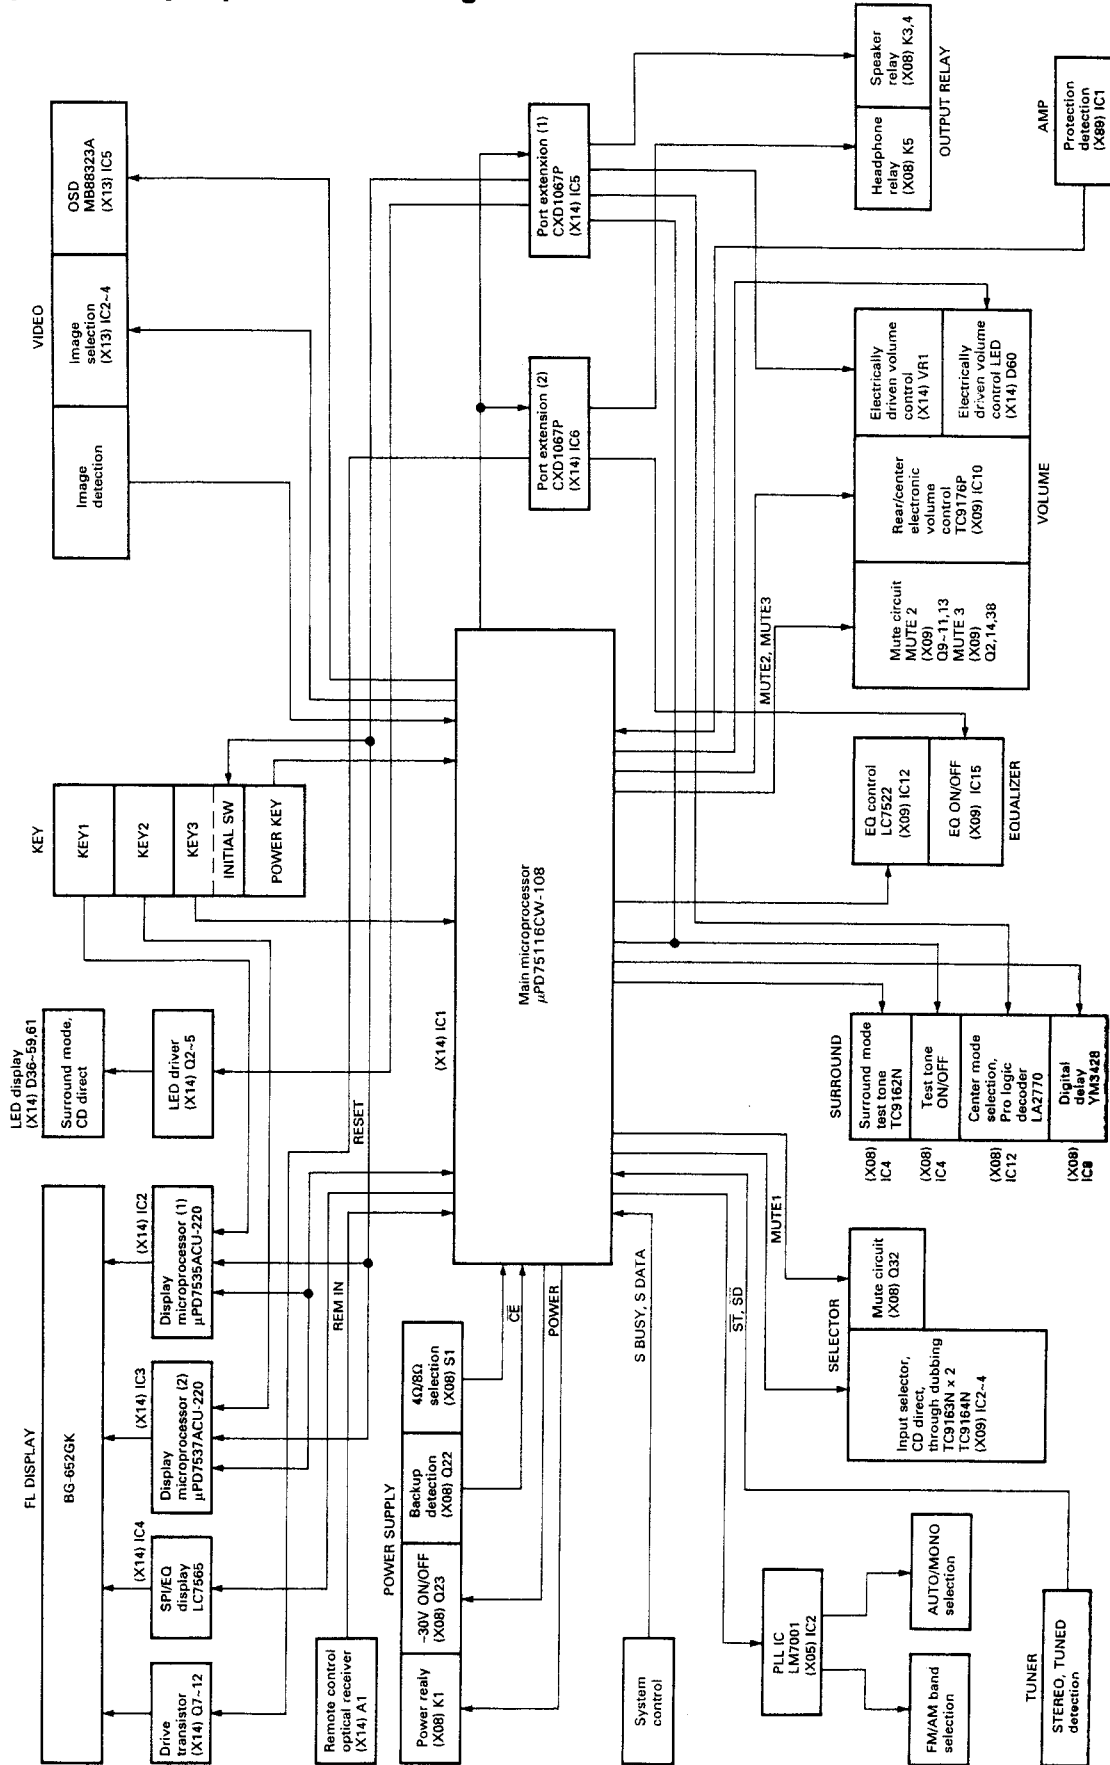 FL DISPLAY
BG-652GK
(X14) IC4
(X14) IC3
(X14) IC2
Drive
transistor
(X14) Q7~12
SPI/EQ
display
LC7565
Display
microprocessor (2)
µPD7537ACU-220
Display
microprocessor (1)
µPD7535ACU-220
LED display
(X14) D36~59,61
Surround mode,
CD direct
LED driver
(X14) Q2~5
KEY
KEY1
KEY2
KEY3
INITIAL SW
POWER KEY
VIDEO
Image
detection
Image
selection
(X13) IC2~4
OSD
MB88323A
(X13) IC5
Remote control
optical receiver
(X14) A1
REM IN
RESET
POWER SUPPLY
Power realy
(X08) K1
-30V ON/OFF
(X08) Q23
Backup
detection
(X08) Q22
4Ω/8Ω
selection
(X08) S1
CE
POWER
(X14) IC1
Main microprocessor
µPD75116CW-108
Port extension (2)
CXD1067P
(X14) IC6
Port extenxion (1)
CXD1067P
(X14) IC5
System
control
S BUSY, S DATA
ST, SD
MUTE1
MUTE2, MUTE3
PLL IC
LM7001
(X05) IC2
FM/AM band
selection
AUTO/MONO
selection
TUNER
STEREO, TUNED
detection
SELECTOR
Input selector,
CD direct,
through dubbing
TC9163N x 2
TC9164N
(X09) IC2~4
Mute circuit
(X08) Q32
SURROUND
(X08)
IC4
Surround mode
test tone
TC9162N
(X08)
IC4
Test tone
ON/OFF
(X08)
IC12
Center mode
selection,
Pro logic
decoder
LA2770
(X08)
Digital
delay
YM3428
EQ control
LC7522
(X09) IC12
EQ ON/OFF
(X09) IC15
EQUALIZER
Mute circuit
MUTE 2
(X09)
Q9~11,13
MUTE 3
(X09)
Q2,14,38
Rear/center
electronic
volume
control
TC9176P
(X09) IC10
Electrically
driven volume
control
(X14) VR1
Electrically
driven volume
control LED
(X14) D60
VOLUME
Headphone
relay
(X08) K5
Speaker
relay
(X08) K3,4
OUTPUT RELAY
AMP
Protection
detection
(X89) IC1